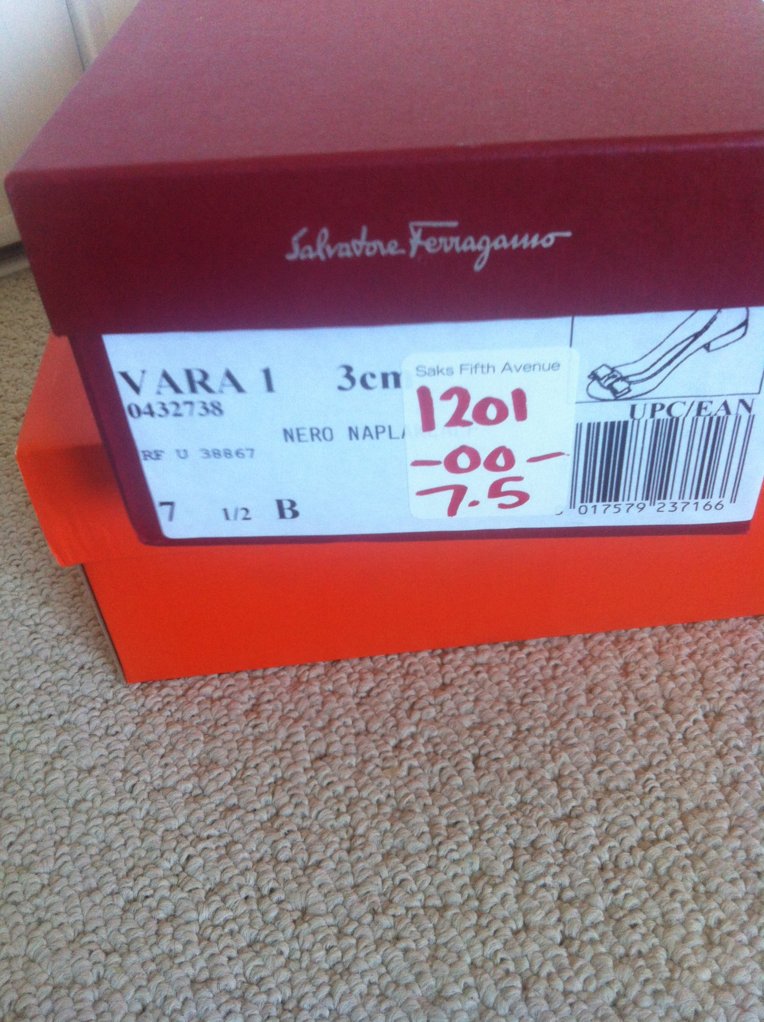 Salvatore Ferragamo
VARA 1 3cm
0432738
NERO NAPLA
RF U 38867
7 1/2 B
Saks Fifth Avenue
1201
-00-
7.5
UPC/EAN
017579 237166